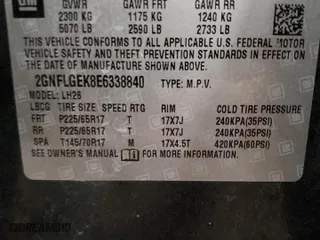 GM
GVWR GAWR FRT GAWR RR
2300 KG 1175 KG 1240 KG
5070 LB 2590 LB 2733 LB
THIS VEHICLE CONFORMS TO ALL APPLICABLE U.S. FEDERAL MOTOR
VEHICLE SAFETY AND THEFT PREVENTION STANDARDS IN EFFECT ON
THE DATE OF MANUFACTURE SHOWN ABOVE.
2GNFLGEK8E6338840 TYPE: M.P.V.
MODEL: LH26
LBCG TIRE SIZE SPEED RTG RIM COLD TIRE PRESSURE
FRT P225/65R17 T 17X7J 240KPA(35PSI)
RR P225/65R17 T 17X7J 240KPA(35PSI)
SPA T145/70R17 M 17X4.5T 420KPA(60PSI)
SEE OWNER'S MANUAL FOR MORE INFORMATION.